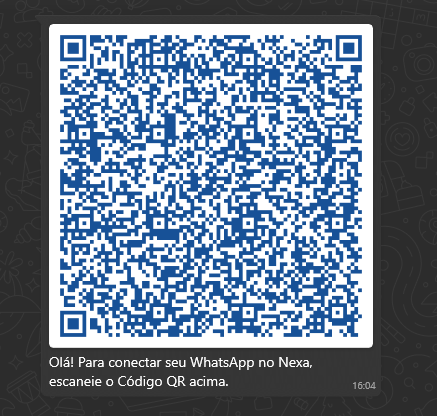 Olá! Para conectar seu WhatsApp no Nexa,
escaneie o Código QR acima.
16:04